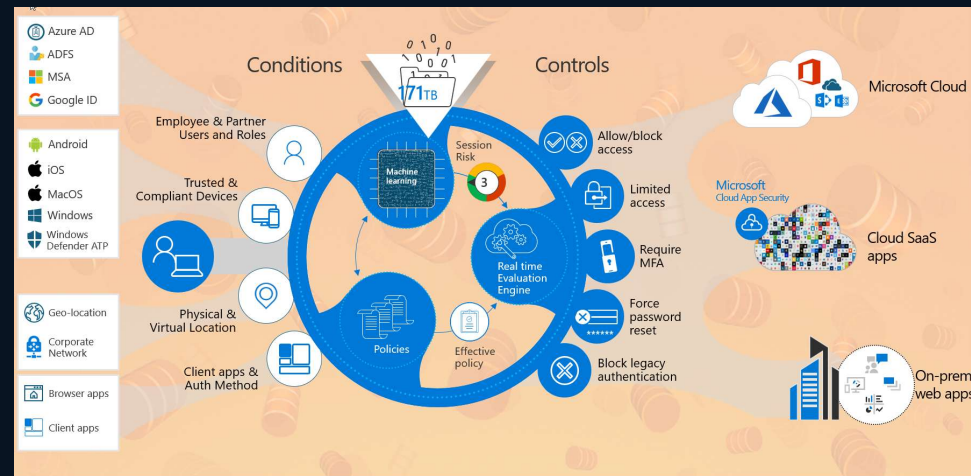 Azure AD
ADFS
MSA
Google ID
Android
iOS
MacOS
Windows
Windows
Defender ATP
Geo-location
Corporate
Network
Browser apps
Client apps
Conditions
Employee & Partner
Users and Roles
Trusted &
Compliant Devices
Physical &
Virtual Location
Client apps &
Auth Method
171TB
Machine
learning
Session
Risk
3
Real time
Evaluation
Engine
Policies
Effective
policy
Controls
Allow/block
access
Limited
access
Require
MFA
Force
password
reset
******
Block legacy
authentication
Microsoft Cloud
Microsoft
Cloud App Security
Cloud SaaS
apps
On-prem
web apps